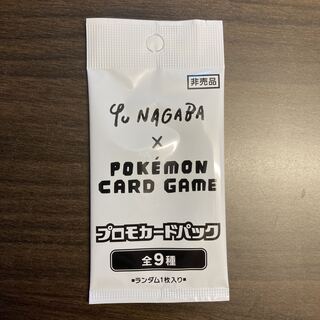 非売品
Yu NAGABA
×
POKÉMON
CARD GAME
プロモカードパック
全9種
■ランダム1枚入り■